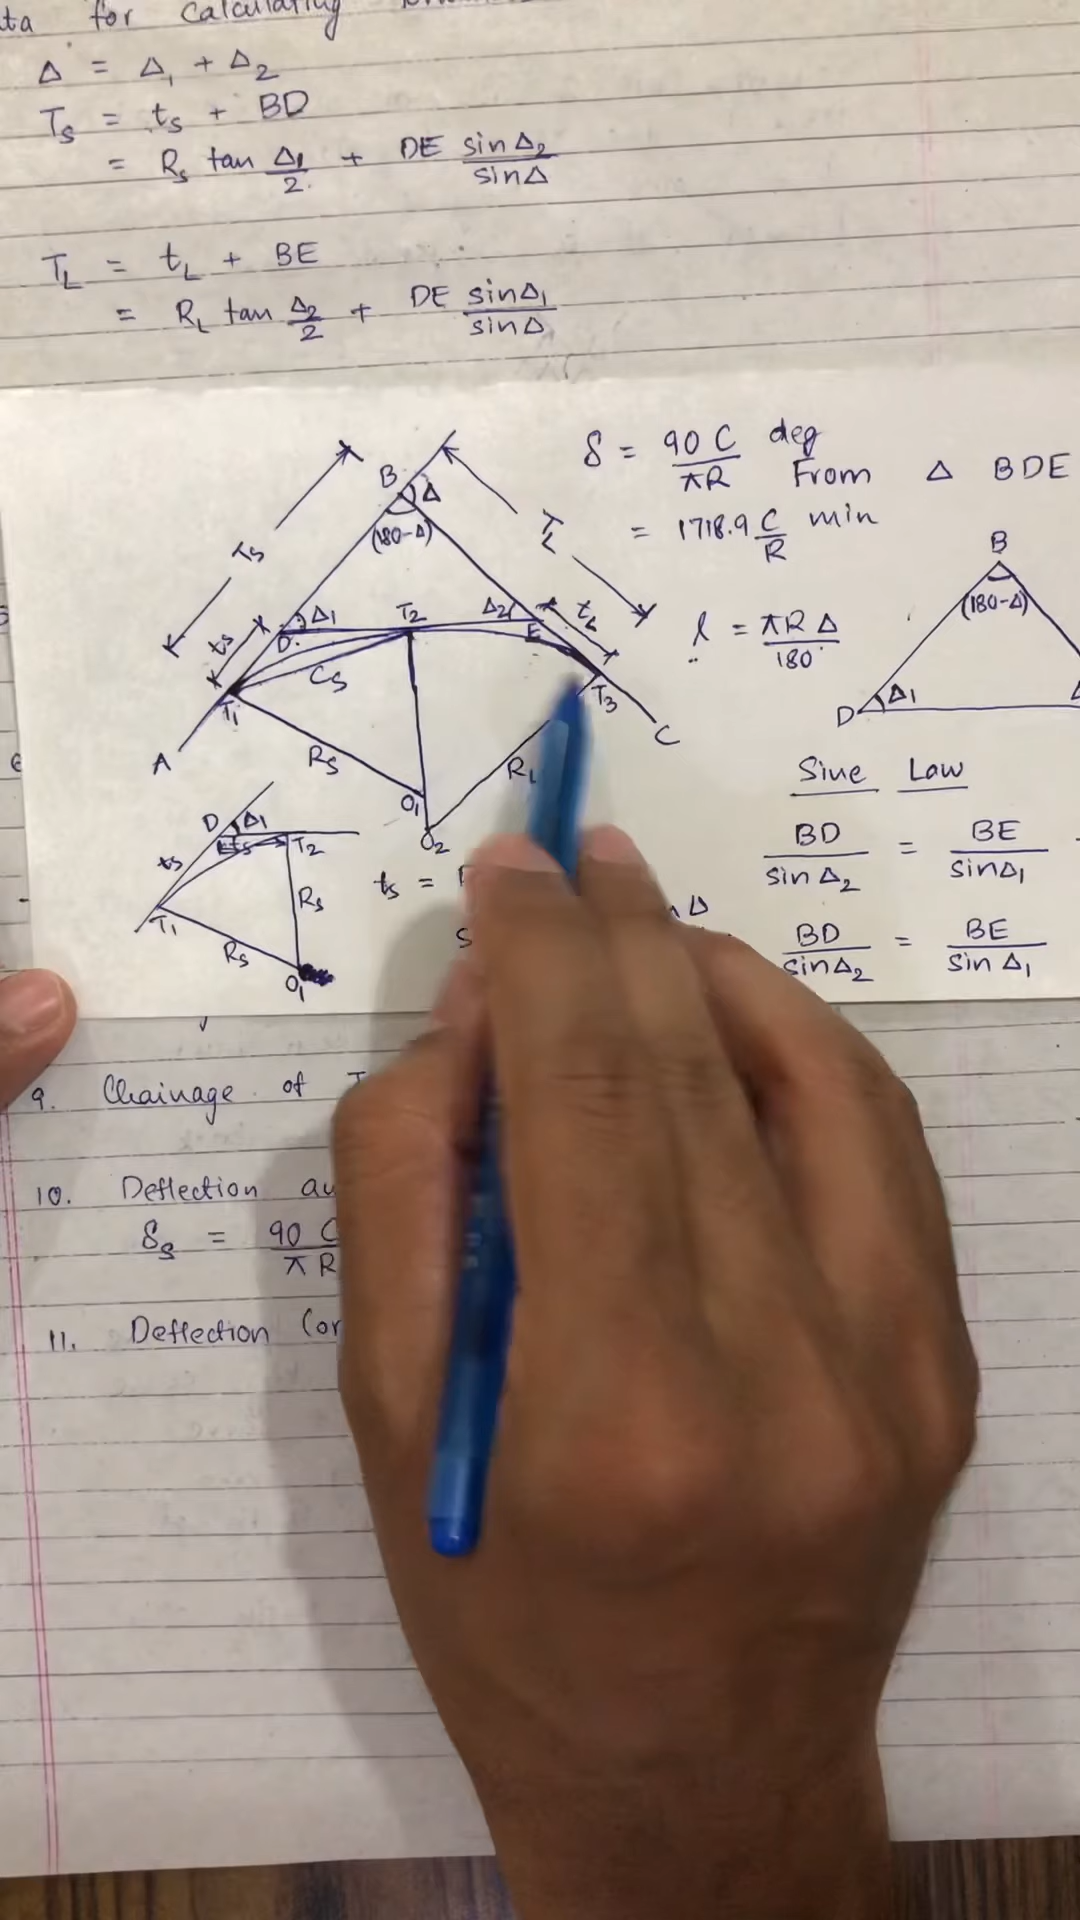 for calculating
Δ = Δ₁ + Δ₂
Ts = ts + BD
= Rs tan Δ1/2 + DE sinΔ₂/sinΔ
TL = tL + BE
= RL tan Δ2/2 + DE sinΔ₁/sinΔ
δ = 90 C/πR deg
= 1718.9 C/R min
l = πRΔ/180
B Δ
(180-Δ)
Ts
TL
ts
tL
D Δ1 T2 Δ2 E
Cs
T1
T3
A
C
Rs
O1
O2
D Δ1
ts T2
T1
Rs
Rs
O1
ts =
From Δ BDE
B
(180-Δ)
D Δ1
Sine Law
BD/sinΔ₂ = BE/sinΔ₁
BD/sinΔ₂ = BE/sinΔ₁
9. Chainage of
10. Deflection
δs = 90 C/πR
11. Deflection (or